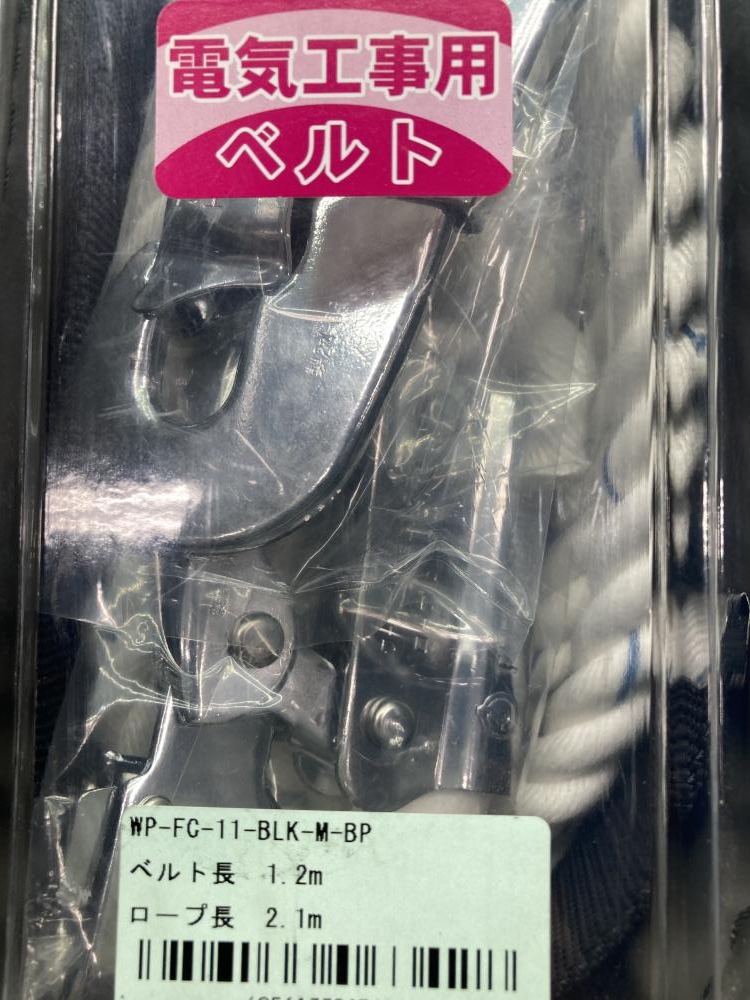 電気工事用
ベルト
WP-FC-11-BLK-M-BP
ベルト長 1.2m
ロープ長 2.1m